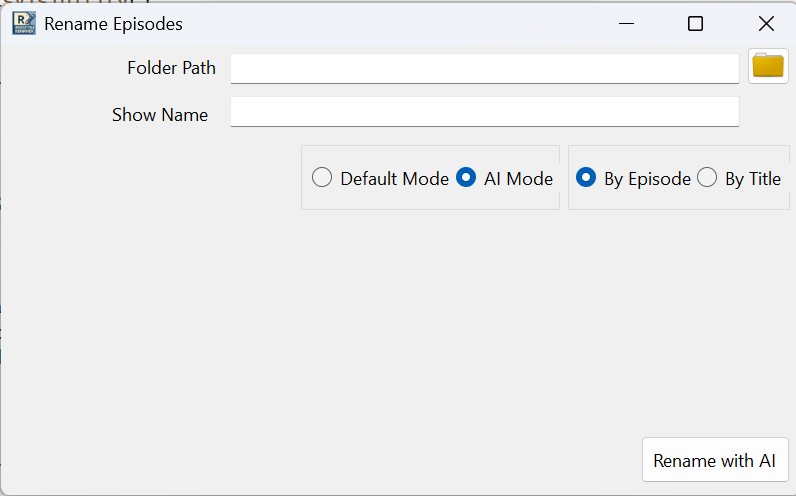 Rename Episodes
Folder Path
Show Name
Default Mode AI Mode By Episode By Title
Rename with AI